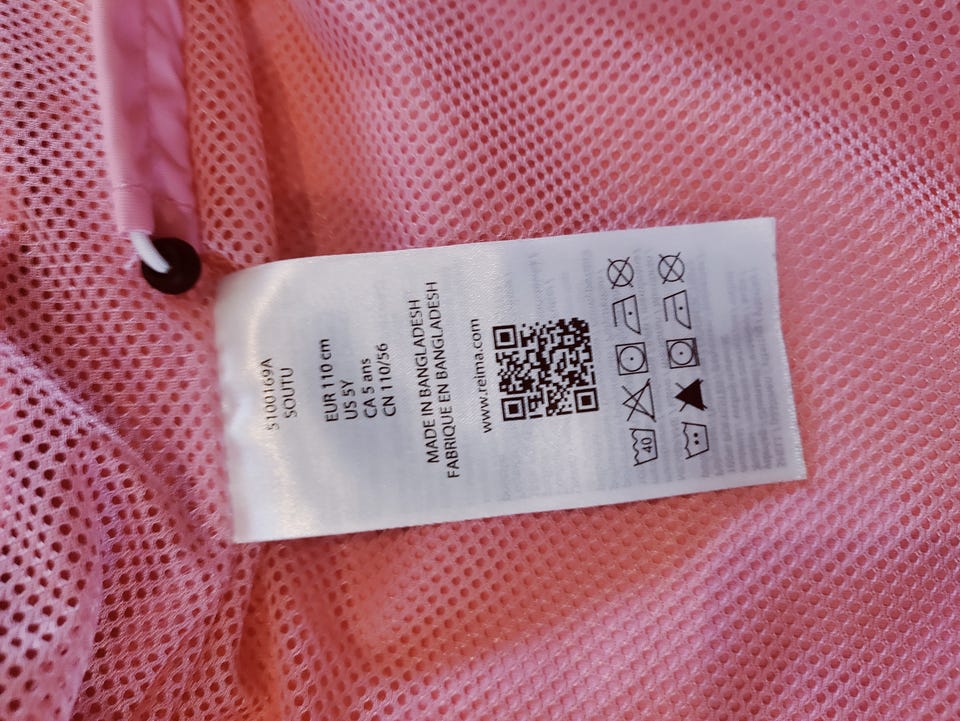 5100169A
SOUTU
EUR 110 cm
US 5Y
CA 5 ans
CN 110/56
MADE IN BANGLADESH
FABRIQUE EN BANGLADESH
www.reima.com
40